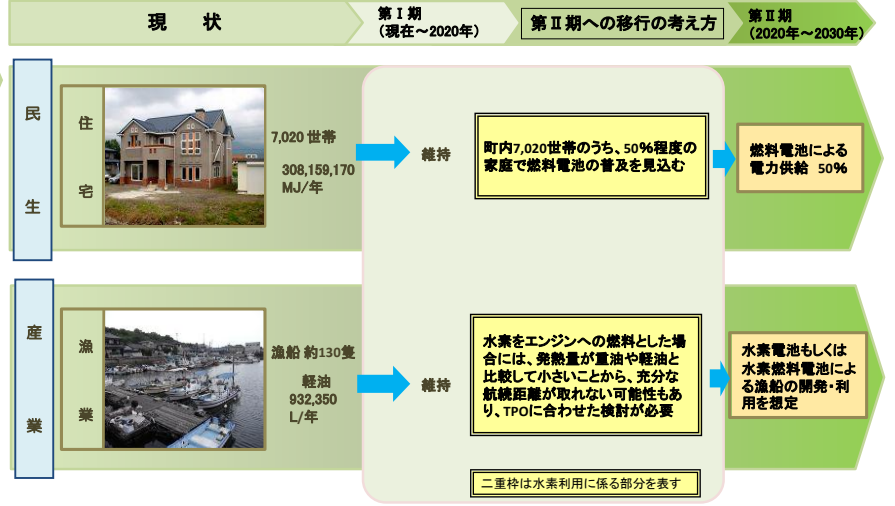 現　状
第Ⅰ期
（現在～2020年）
第Ⅱ期への移行の考え方
第Ⅱ期
（2020年～2030年）
民
生
住
宅
7,020 世帯
308,159,170
MJ/年
維持
町内7,020世帯のうち、50％程度の
家庭で燃料電池の普及を見込む
燃料電池による
電力供給　50％
産
業
漁
業
漁船 約130隻
軽油
932,350
L/年
維持
水素をエンジンへの燃料とした場
合には、発熱量が重油や軽油と
比較して小さいことから、充分な
航続距離が取れない可能性もあ
り、TPOに合わせた検討が必要
水素電池もしくは
水素燃料電池によ
る漁船の開発・利
用を想定
二重枠は水素利用に係る部分を表す